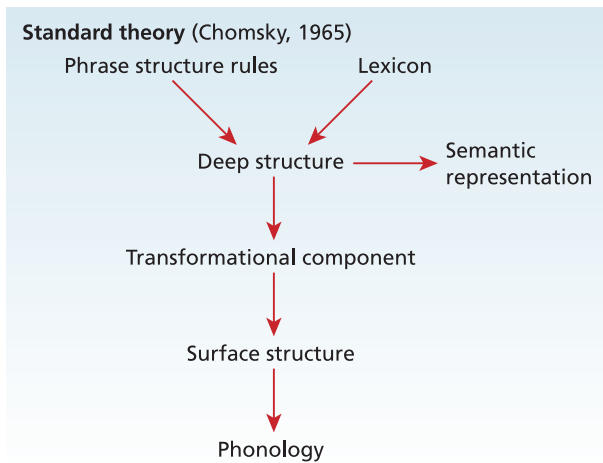 Standard theory (Chomsky, 1965)
Phrase structure rules
Lexicon
Deep structure
Semantic
representation
Transformational component
Surface structure
Phonology